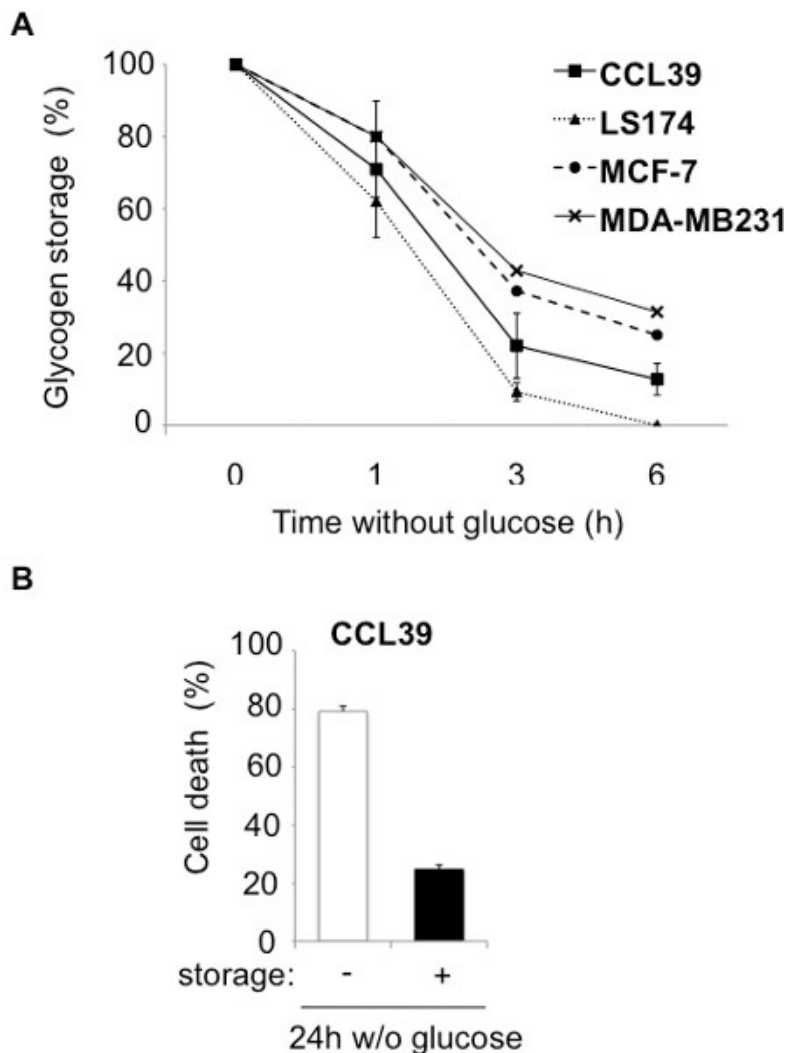 A
Glycogen storage (%)
100
80
60
40
20
0
CCL39
LS174
MCF-7
MDA-MB231
0 1 3 6
Time without glucose (h)
B
CCL39
Cell death (%)
100
80
60
40
20
0
storage: - +
24h w/o glucose